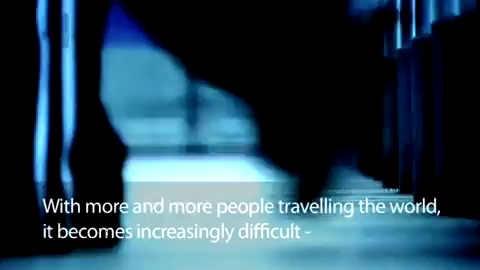 With more and more people travelling the world,
it becomes increasingly difficult -